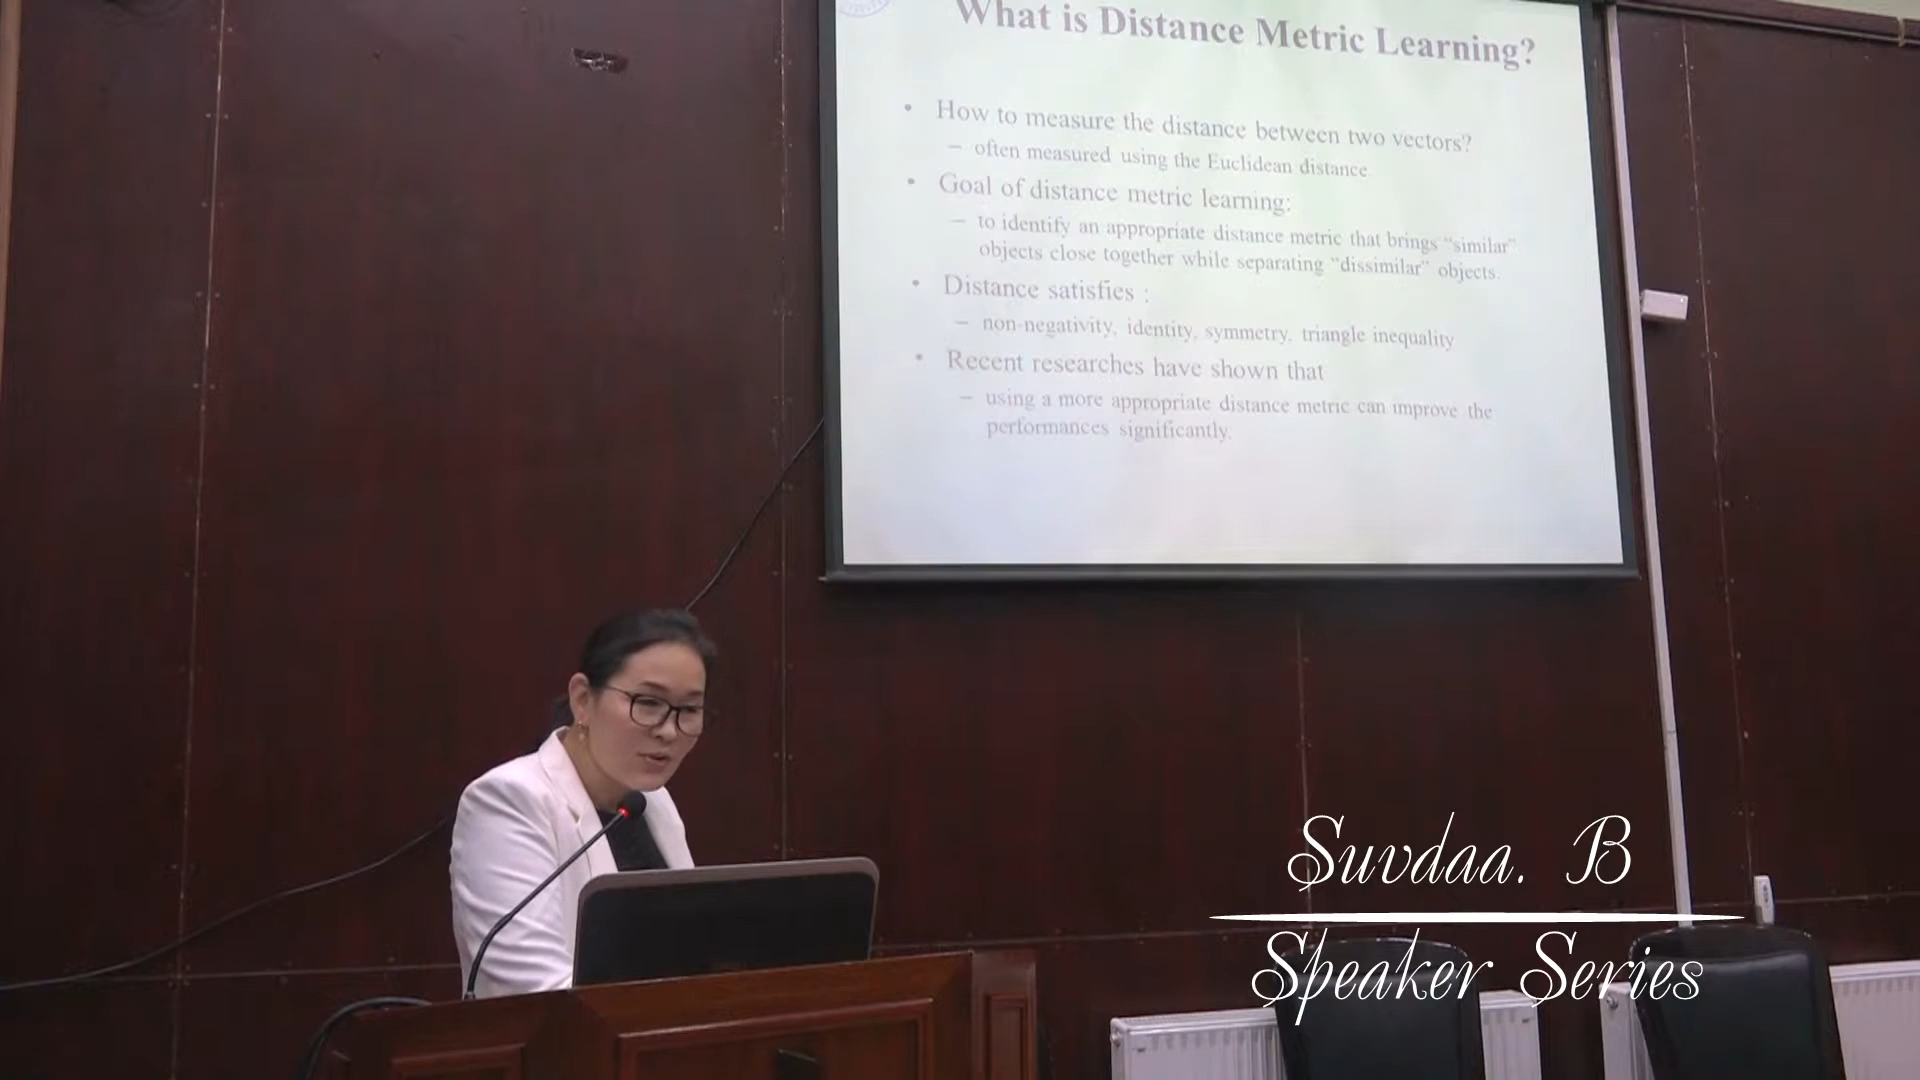 What is Distance Metric Learning?
• How to measure the distance between two vectors?
– often measured using the Euclidean distance
• Goal of distance metric learning:
– to identify an appropriate distance metric that brings “similar”
objects close together while separating “dissimilar” objects.
• Distance satisfies :
– non-negativity, identity, symmetry, triangle inequality
• Recent researches have shown that
– using a more appropriate distance metric can improve the
performances significantly.
Suvdaa. B
Speaker Series